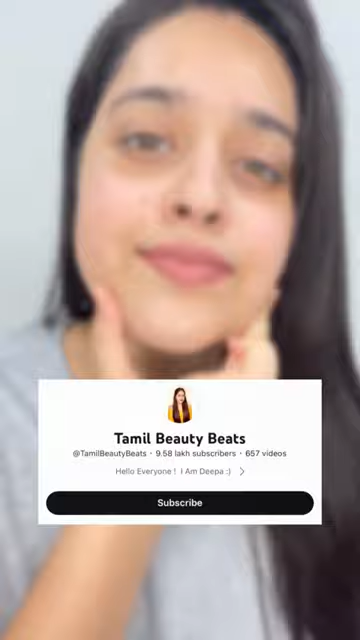 Tamil Beauty Beats
@TamilBeautyBeats · 9.58 lakh subscribers · 657 videos
Hello Everyone ! I Am Deepa :)
Subscribe